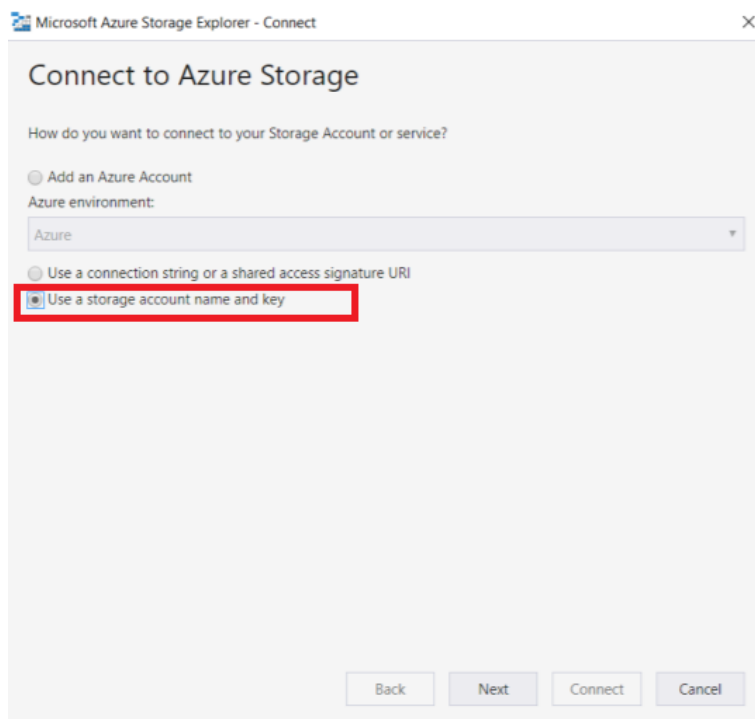 Microsoft Azure Storage Explorer - Connect
Connect to Azure Storage
How do you want to connect to your Storage Account or service?
Add an Azure Account
Azure environment:
Azure
Use a connection string or a shared access signature URI
Use a storage account name and key
Back Next Connect Cancel